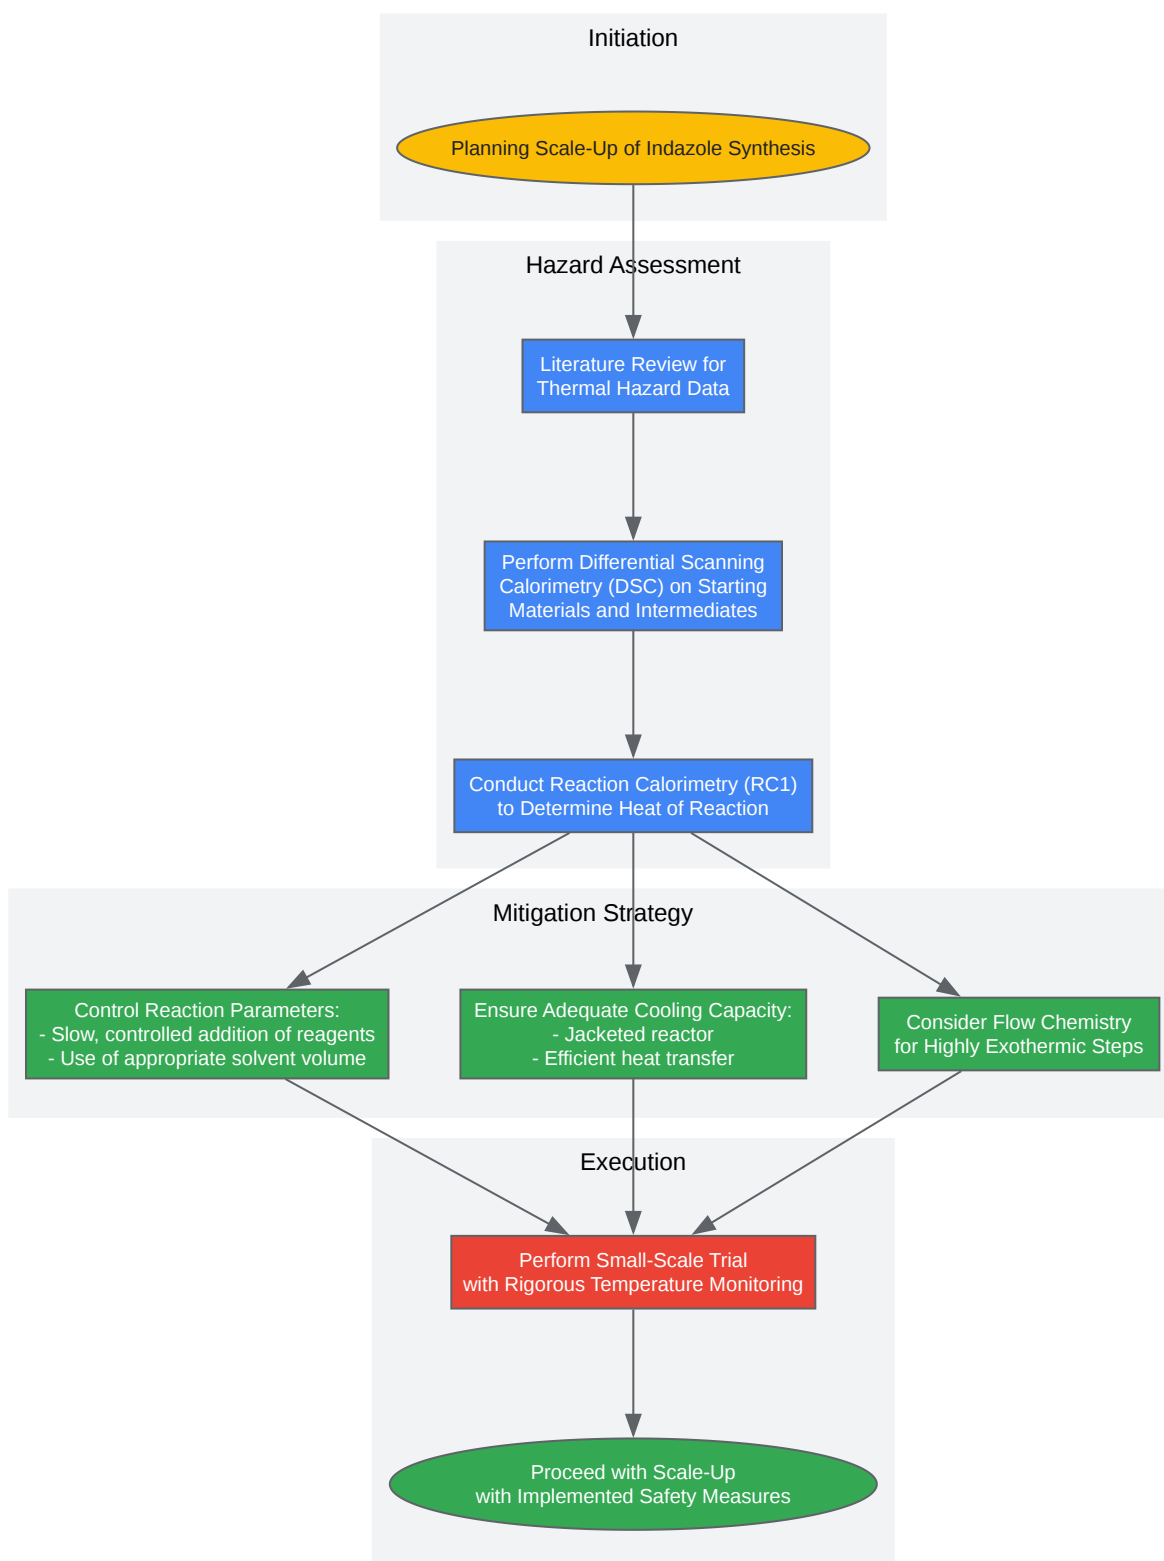 Initiation
Planning Scale-Up of Indazole Synthesis
Hazard Assessment
Literature Review for
Thermal Hazard Data
Perform Differential Scanning
Calorimetry (DSC) on Starting
Materials and Intermediates
Conduct Reaction Calorimetry (RC1)
to Determine Heat of Reaction
Mitigation Strategy
Control Reaction Parameters:
- Slow, controlled addition of reagents
- Use of appropriate solvent volume
Ensure Adequate Cooling Capacity:
- Jacketed reactor
- Efficient heat transfer
Consider Flow Chemistry
for Highly Exothermic Steps
Execution
Perform Small-Scale Trial
with Rigorous Temperature Monitoring
Proceed with Scale-Up
with Implemented Safety Measures